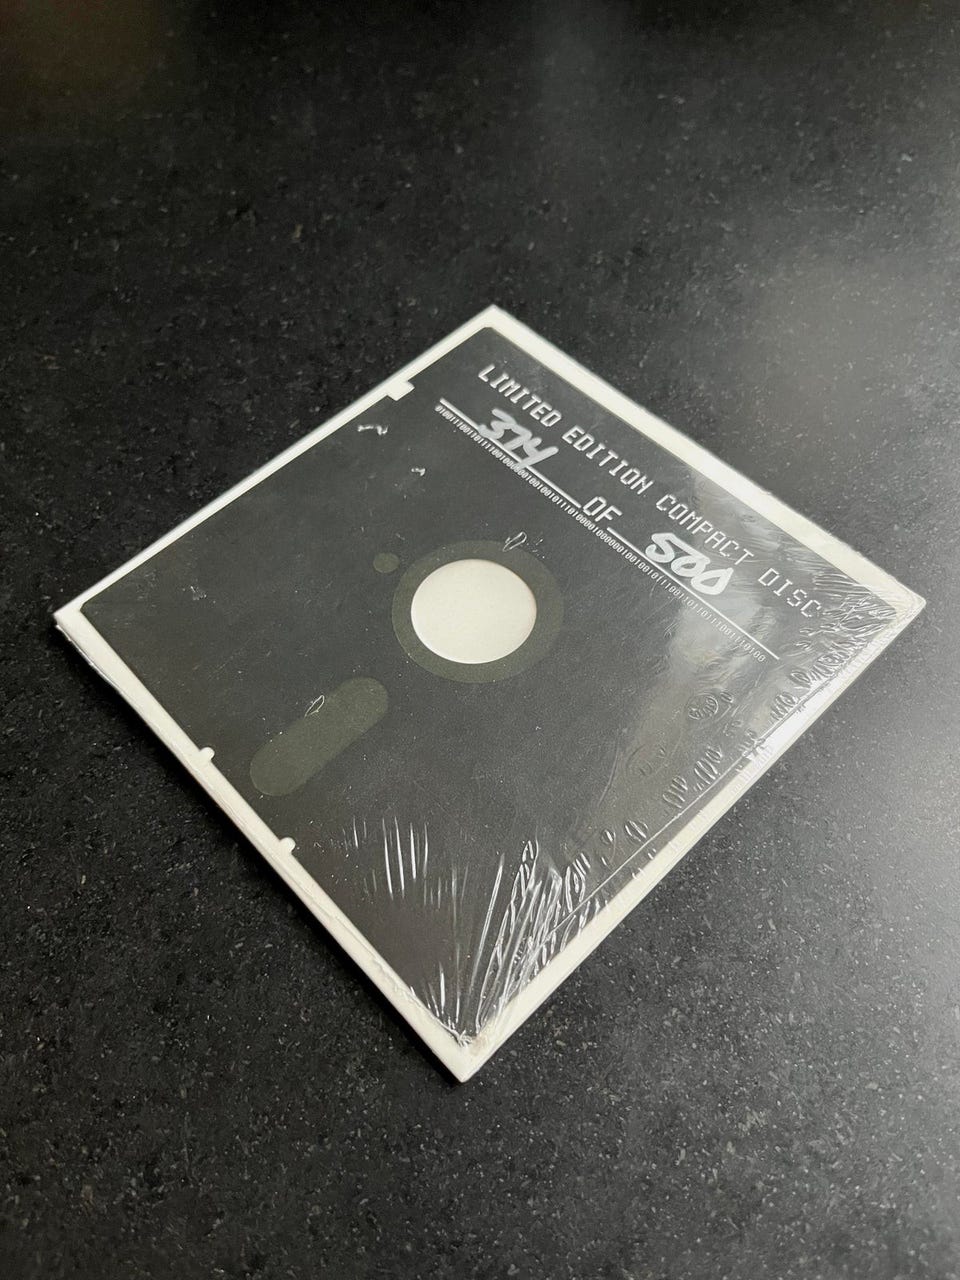 LIMITED EDITION COMPACT DISC
374 OF 500